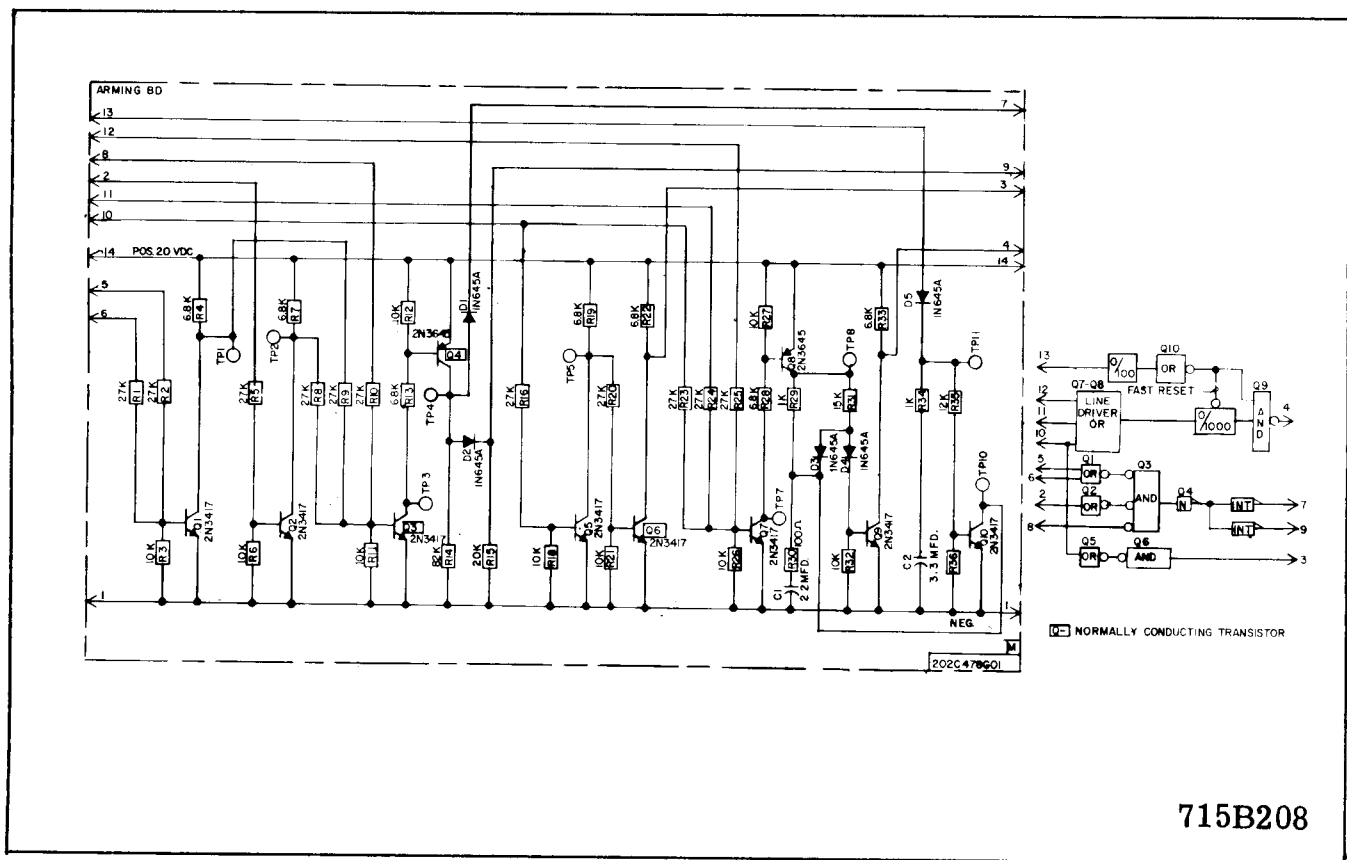 ARMING BD
13
12
8
2
11
10
14 POS. 20 VDC
5
6
1
7
9
3
4
14
1
NEG.
M
202C478G01
27K R1
27K R2
10K R3
6.8K R4
TP1
Q1
2N3417
27K R5
10K R6
6.8K R7
TP2
Q2
2N3417
27K R8
27K R9
27K R10
10K R11
10K R12
6.8K R13
2N3645
Q4
TP4
TP3
Q3
2N3417
D1
1N645A
D2
1N645A
82K R14
20K R15
27K R16
10K R18
6.8K R19
TP5
Q5
2N3417
27K R20
10K R21
6.8K R22
Q6
2N3417
27K R23
27K R24
27K R25
10K R26
10K R27
6.8K R28
Q7
2N3417
TP7
Q8
2N3645
1K R29
R30 100Ω
C1
2.2MFD.
TP8
15K R31
D3
1N645A
D4
1N645A
10K R32
6.8K R33
Q9
2N3417
D5
1N645A
TP11
1K R34
12K R35
C2
3.3 MFD.
R36
TP10
Q10
2N3417
13
0/100
Q10
OR
FAST RESET
Q9
AND
4
12
11
10
Q7-Q8
LINE DRIVER OR
0/1000
5
6
Q1
OR
2
Q2
OR
8
Q3
AND
Q4
N
INT
7
INT
9
Q5
OR
Q6
AND
3
Q- NORMALLY CONDUCTING TRANSISTOR
715B208